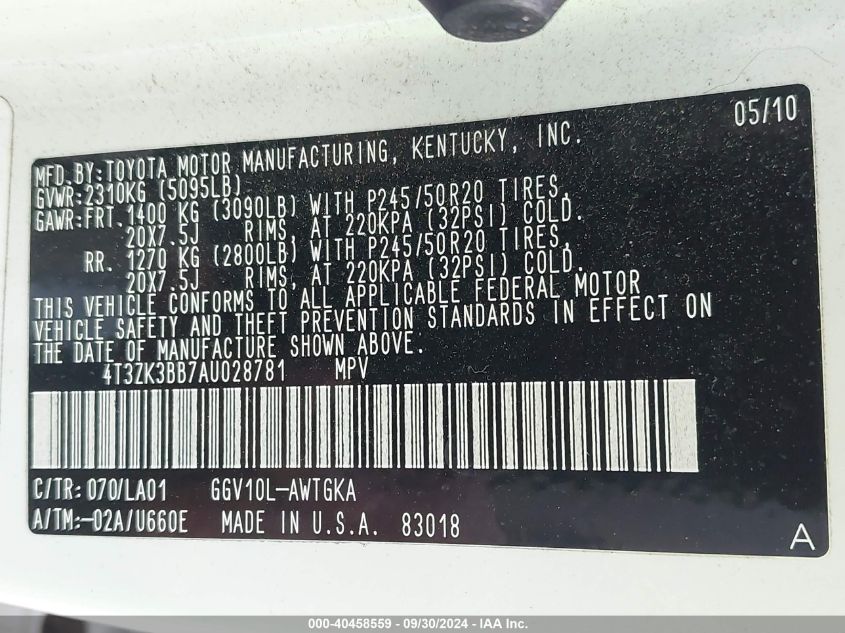 05/10
MFD.BY:TOYOTA MOTOR MANUFACTURING, KENTUCKY, INC.
GVWR:2310KG (5095LB)
GAWR:FRT.1400 KG (3090LB) WITH P245/50R20 TIRES,
20X7.5J RIMS, AT 220KPA (32PSI) COLD.
RR. 1270 KG (2800LB) WITH P245/50R20 TIRES,
20X7.5J RIMS, AT 220KPA (32PSI) COLD.
THIS VEHICLE CONFORMS TO ALL APPLICABLE FEDERAL MOTOR
VEHICLE SAFETY AND THEFT PREVENTION STANDARDS IN EFFECT ON
THE DATE OF MANUFACTURE SHOWN ABOVE.
4T3ZK3BB7AU028781 MPV
C/TR: 070/LA01 GGV10L-AWTGKA
A/TM:-02A/U660E MADE IN U.S.A. 83018
A
000-40458559 - 09/30/2024 - IAA Inc.